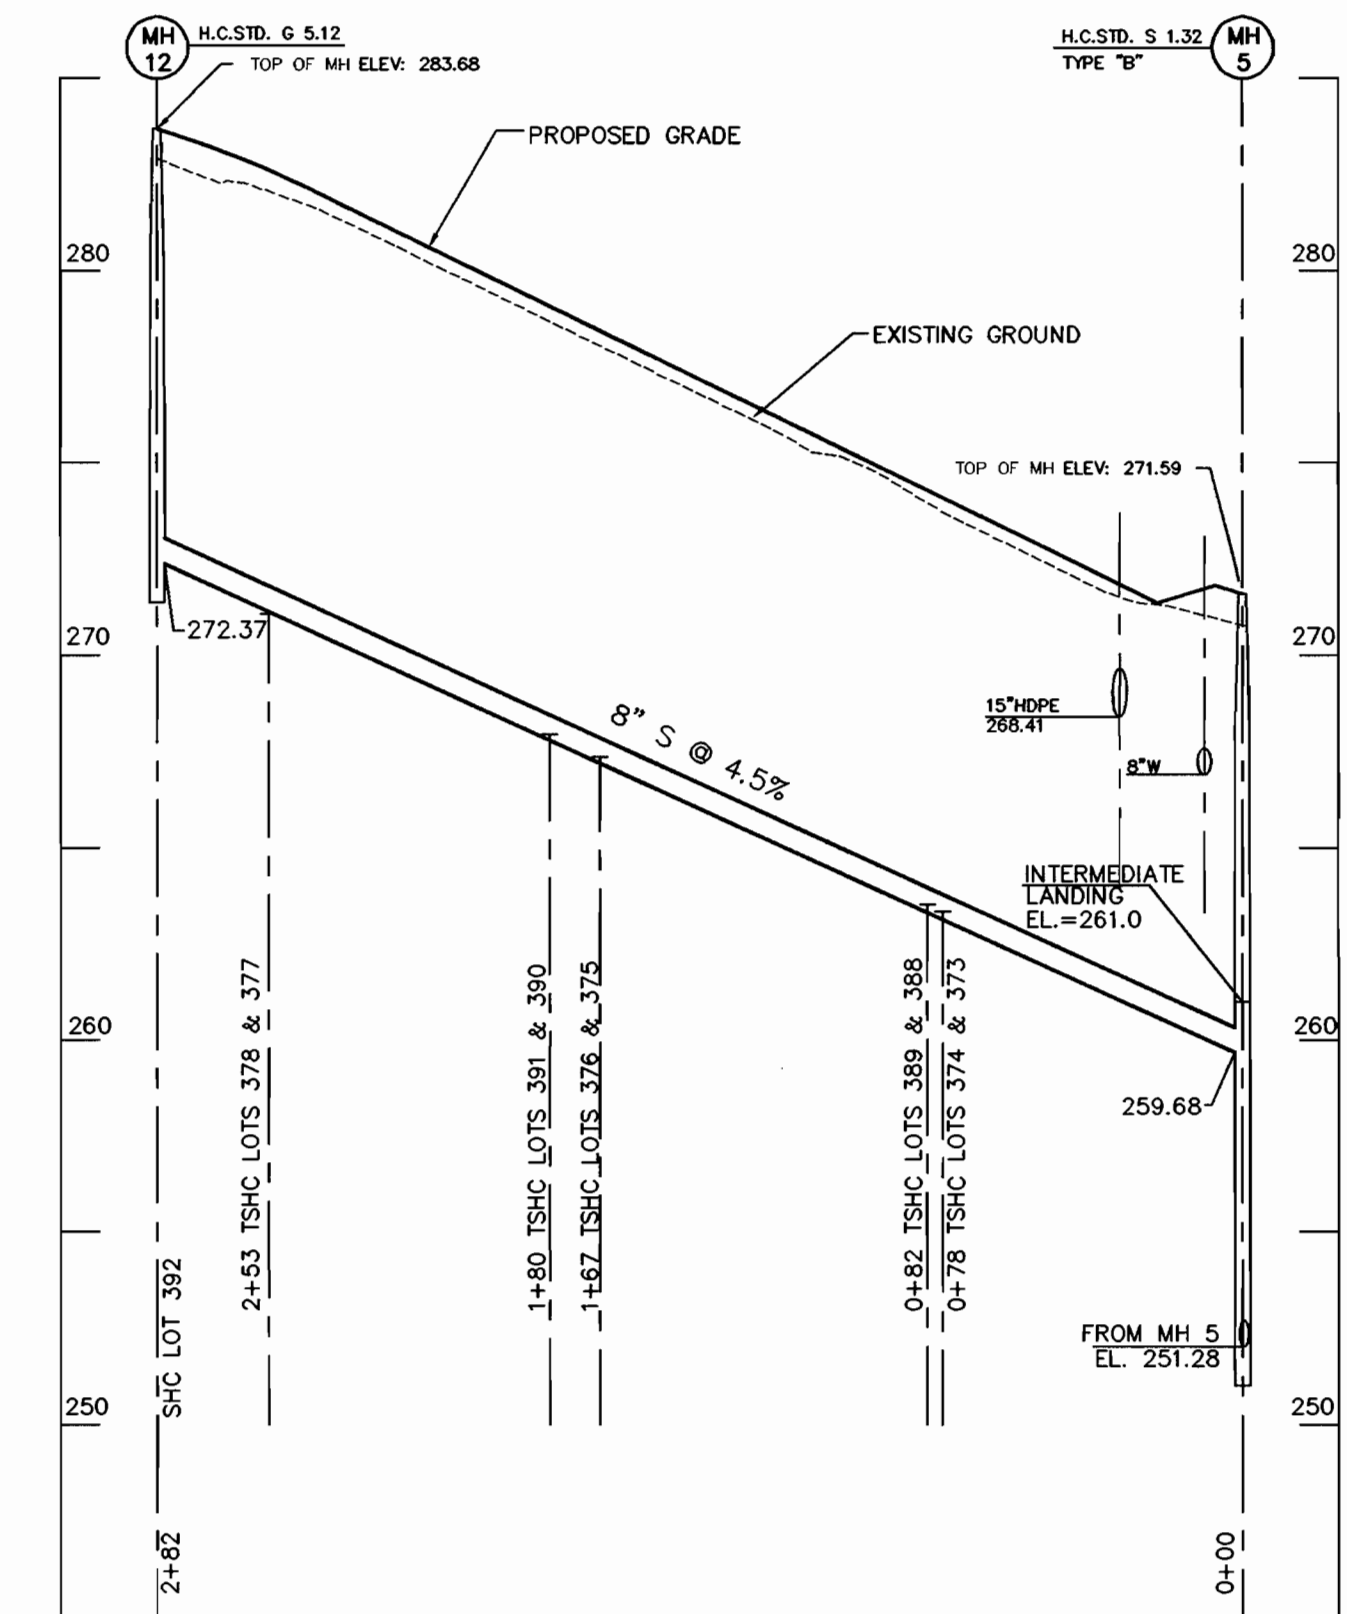 MH
12
H.C.STD. G 5.12
TOP OF MH ELEV: 283.68
H.C.STD. S 1.32
TYPE "B"
MH
5
PROPOSED GRADE
280
280
EXISTING GROUND
TOP OF MH ELEV: 271.59
272.37
270
270
8" S @ 4.5%
15"HDPE
268.41
8"W
INTERMEDIATE
LANDING
EL.=261.0
260
260
259.68
2+53 TSHC LOTS 378 & 377
1+80 TSHC LOTS 391 & 390
1+67 TSHC LOTS 376 & 375
0+82 TSHC LOTS 389 & 388
0+78 TSHC LOTS 374 & 373
SHC LOT 392
FROM MH 5
EL. 251.28
250
250
2+82
0+00